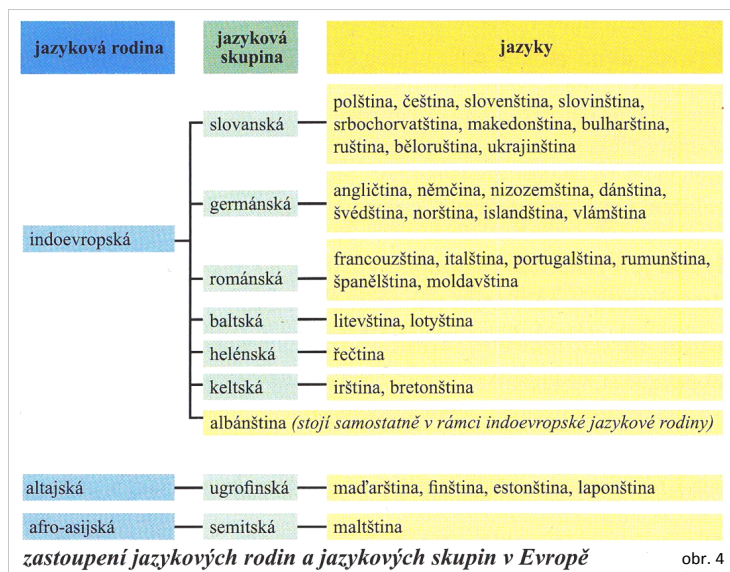 jazyková rodina
jazyková
skupina
jazyky
indoevropská
slovanská
polština, čeština, slovenština, slovinština,
srbochorvatština, makedonština, bulharština,
ruština, běloruština, ukrajinština
germánská
angličtina, němčina, nizozemština, dánština,
švédština, norština, islandština, vlámština
románská
francouzština, italština, portugalština, rumunština,
španělština, moldavština
baltská
litevština, lotyština
helénská
řečtina
keltská
irština, bretonština
albánština (stojí samostatně v rámci indoevropské jazykové rodiny)
altajská
ugrofinská
maďarština, finština, estonština, laponština
afro-asijská
semitská
maltština
zastoupení jazykových rodin a jazykových skupin v Evropě
obr. 4